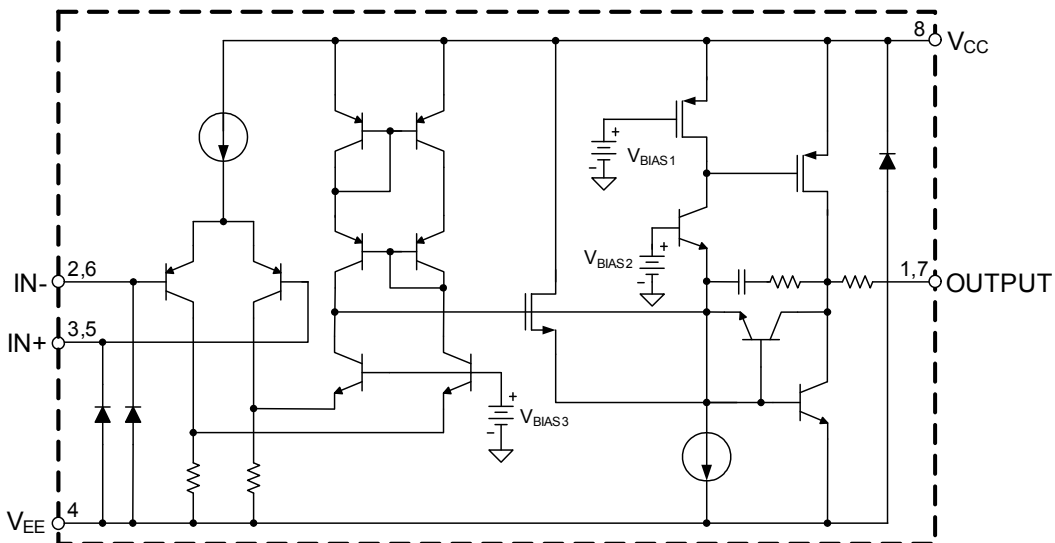 8
VCC
+
VBIAS1
-
+
VBIAS2
-
IN- 2,6
1,7 OUTPUT
IN+ 3,5
+
VBIAS3
-
VEE 4